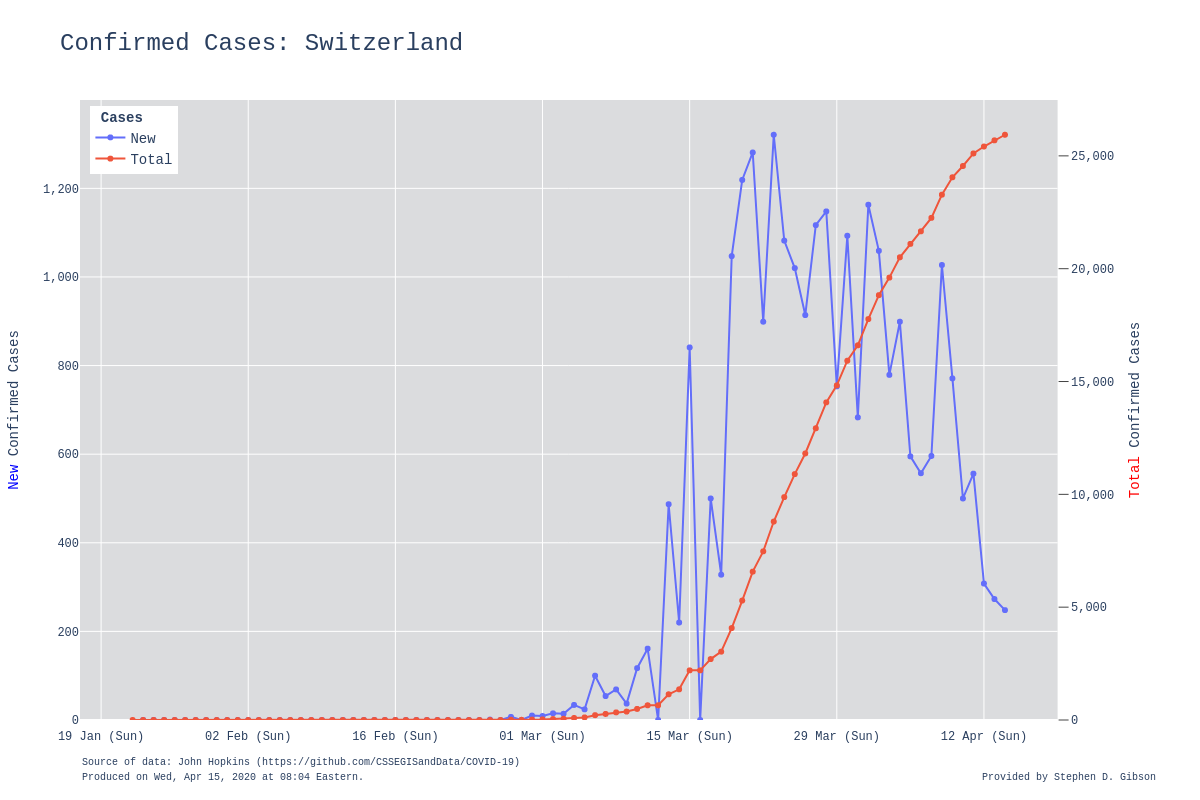 Confirmed Cases: Switzerland
Cases
New
Total
1,200
1,000
800
600
400
200
0
New Confirmed Cases
25,000
20,000
15,000
10,000
5,000
0
Total Confirmed Cases
19 Jan (Sun) 02 Feb (Sun) 16 Feb (Sun) 01 Mar (Sun) 15 Mar (Sun) 29 Mar (Sun) 12 Apr (Sun)
Source of data: John Hopkins (https://github.com/CSSEGISandData/COVID-19)
Produced on Wed, Apr 15, 2020 at 08:04 Eastern.
Provided by Stephen D. Gibson